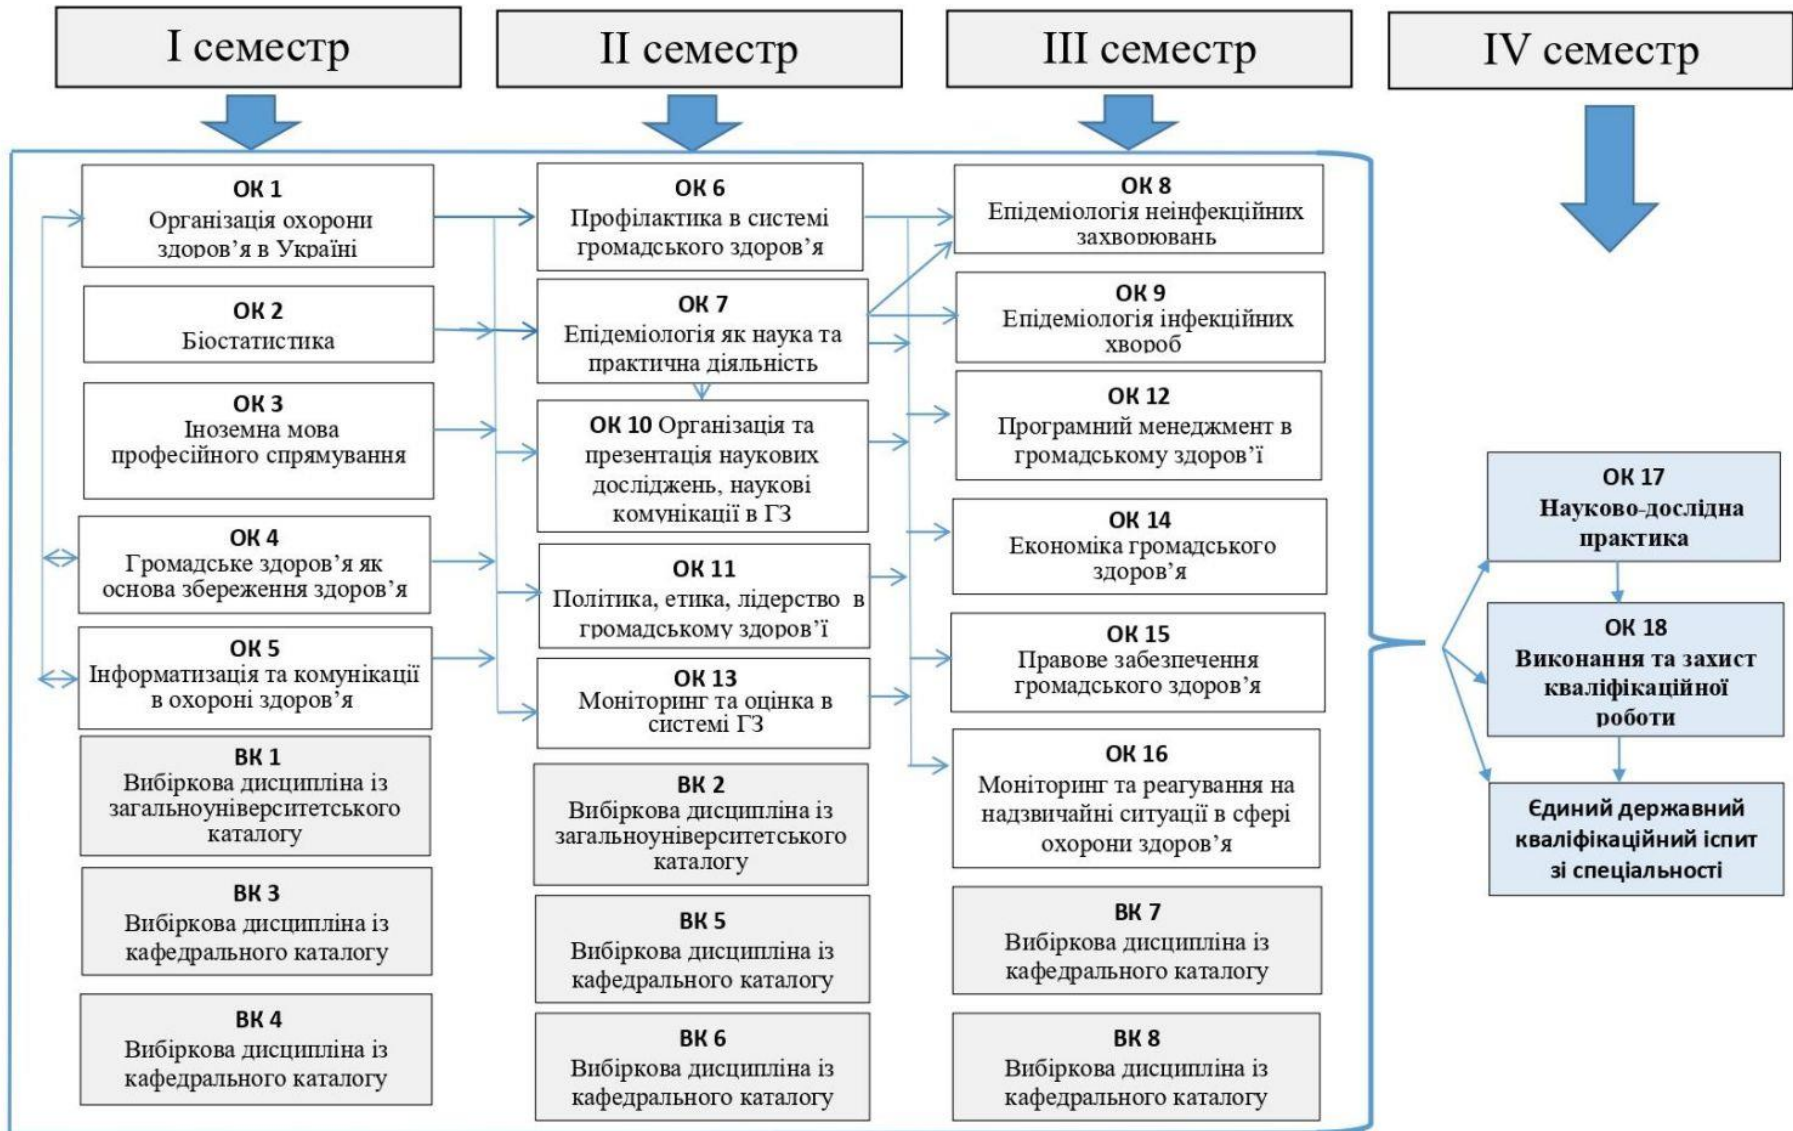 I семестр
II семестр
III семестр
IV семестр
ОК 1
Організація охорони
здоров’я в Україні
ОК 2
Біостатистика
ОК 3
Іноземна мова
професійного спрямування
ОК 4
Громадське здоров’я як
основа збереження здоров’я
ОК 5
Інформатизація та комунікації
в охороні здоров’я
ВК 1
Вибіркова дисципліна із
загальноуніверситетського
каталогу
ВК 3
Вибіркова дисципліна із
кафедрального каталогу
ВК 4
Вибіркова дисципліна із
кафедрального каталогу
ОК 6
Профілактика в системі
громадського здоров’я
ОК 7
Епідеміологія як наука та
практична діяльність
ОК 10 Організація та
презентація наукових
досліджень, наукові
комунікації в ГЗ
ОК 11
Політика, етика, лідерство в
громадському здоров’ї
ОК 13
Моніторинг та оцінка в
системі ГЗ
ВК 2
Вибіркова дисципліна із
загальноуніверситетського
каталогу
ВК 5
Вибіркова дисципліна із
кафедрального каталогу
ВК 6
Вибіркова дисципліна із
кафедрального каталогу
ОК 8
Епідеміологія неінфекційних
захворювань
ОК 9
Епідеміологія інфекційних
хвороб
ОК 12
Програмний менеджмент в
громадському здоров’ї
ОК 14
Економіка громадського
здоров’я
ОК 15
Правове забезпечення
громадського здоров’я
ОК 16
Моніторинг та реагування на
надзвичайні ситуації в сфері
охорони здоров’я
ВК 7
Вибіркова дисципліна із
кафедрального каталогу
ВК 8
Вибіркова дисципліна із
кафедрального каталогу
ОК 17
Науково-дослідна
практика
ОК 18
Виконання та захист
кваліфікаційної
роботи
Єдиний державний
кваліфікаційний іспит
зі спеціальності